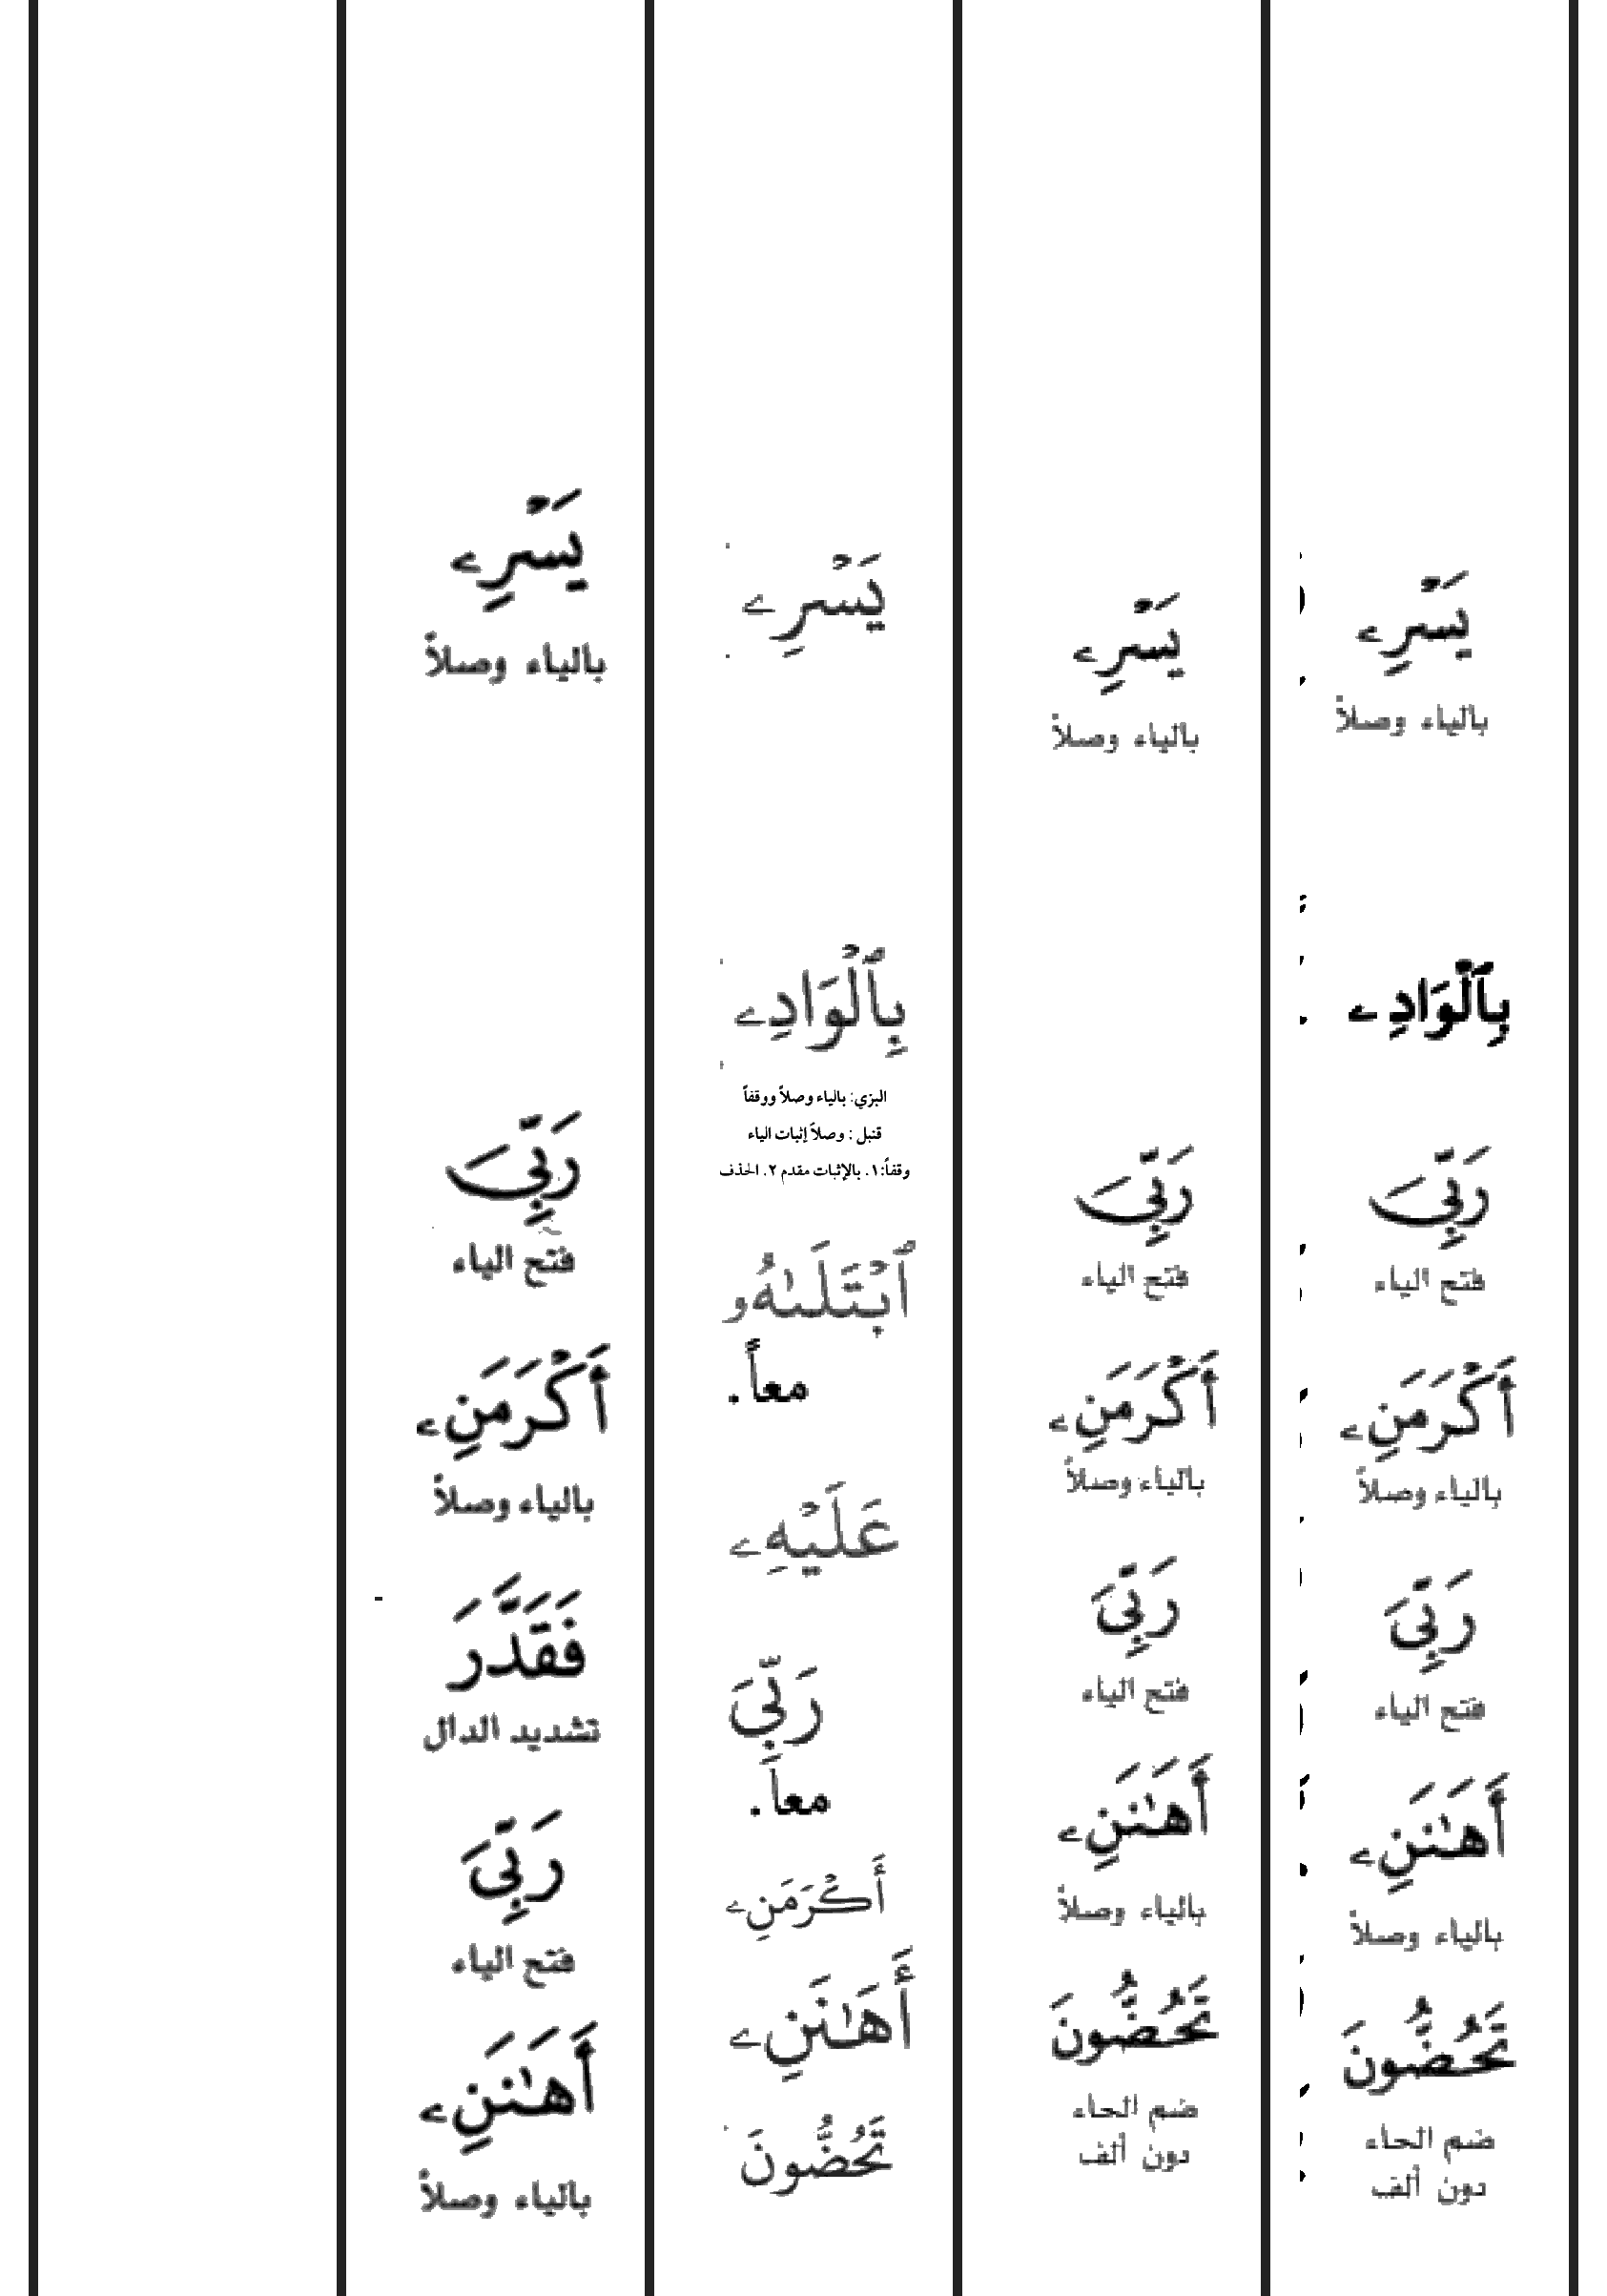 يَسْرِۦ
بالياء وصلاً
بِٱلْوَادِۦ
رَبِّيَ
فتح الياء
أَكْرَمَنِۦ
بالياء وصلاً
رَبِّيَ
فتح الياء
أَهَـٰنَنِۦ
بالياء وصلاً
تَحُضُّونَ
ضم الحاء
دون ألف
يَسْرِۦ
بالياء وصلاً
رَبِّيَ
فتح الياء
أَكْرَمَنِۦ
بالياء وصلاً
رَبِّيَ
فتح الياء
أَهَـٰنَنِۦ
بالياء وصلاً
تَحُضُّونَ
ضم الحاء
دون ألف
يَسْرِۦ
بِٱلْوَادِۦ
البزي: بالياء وصلاً ووقفاً
قنبل : وصلاً إثبات الياء
وقفاً: ١. بالإثبات مقدم ٢. الحذف
ٱبْتَلَىٰهُۥ
معاً.
عَلَيْهِۦ
رَبِّيَ
معاً.
أَكْرَمَنِۦ
أَهَـٰنَنِۦ
تَحُضُّونَ
يَسْرِۦ
بالياء وصلاً
رَبِّيَ
فتح الياء
أَكْرَمَنِۦ
بالياء وصلاً
فَقَدَّرَ
تشديد الدال
رَبِّيَ
فتح الياء
أَهَـٰنَنِۦ
بالياء وصلاً